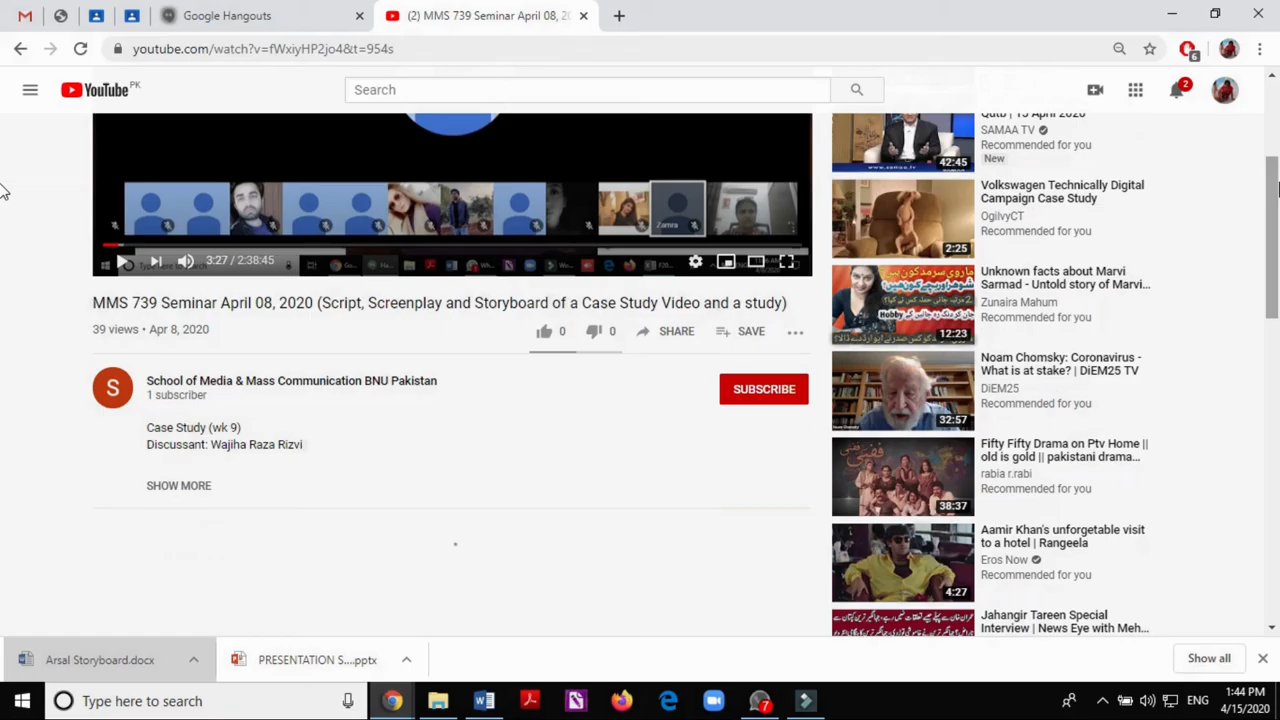 Google Hangouts
(2) MMS 739 Seminar April 08, 20
youtube.com/watch?v=fWxiyHP2jo4&t=954s
6
YouTube PK
Search
2
Zamra
3:27 / 2:38:45
MMS 739 Seminar April 08, 2020 (Script, Screenplay and Storyboard of a Case Study Video and a study)
39 views • Apr 8, 2020
0
0
SHARE
SAVE
S
School of Media & Mass Communication BNU Pakistan
1 subscriber
SUBSCRIBE
Case Study (wk 9)
Discussant: Wajiha Raza Rizvi
SHOW MORE
Qutb | 15 April 2020
SAMAA TV
Recommended for you
New
42:45
Volkswagen Technically Digital
Campaign Case Study
OgilvyCT
Recommended for you
2:25
Unknown facts about Marvi
Sarmad - Untold story of Marvi...
Zunaira Mahum
Recommended for you
Hobby
12:23
Noam Chomsky: Coronavirus -
What is at stake? | DiEM25 TV
DiEM25
Recommended for you
32:57
Fifty Fifty Drama on Ptv Home ||
old is gold || pakistani drama...
rabia r.rabi
Recommended for you
38:37
Aamir Khan's unforgetable visit
to a hotel | Rangeela
Eros Now
Recommended for you
4:27
Jahangir Tareen Special
Interview | News Eye with Meh...
Arsal Storyboard.docx
PRESENTATION S....pptx
Show all
Type here to search
7
ENG
1:44 PM
4/15/2020